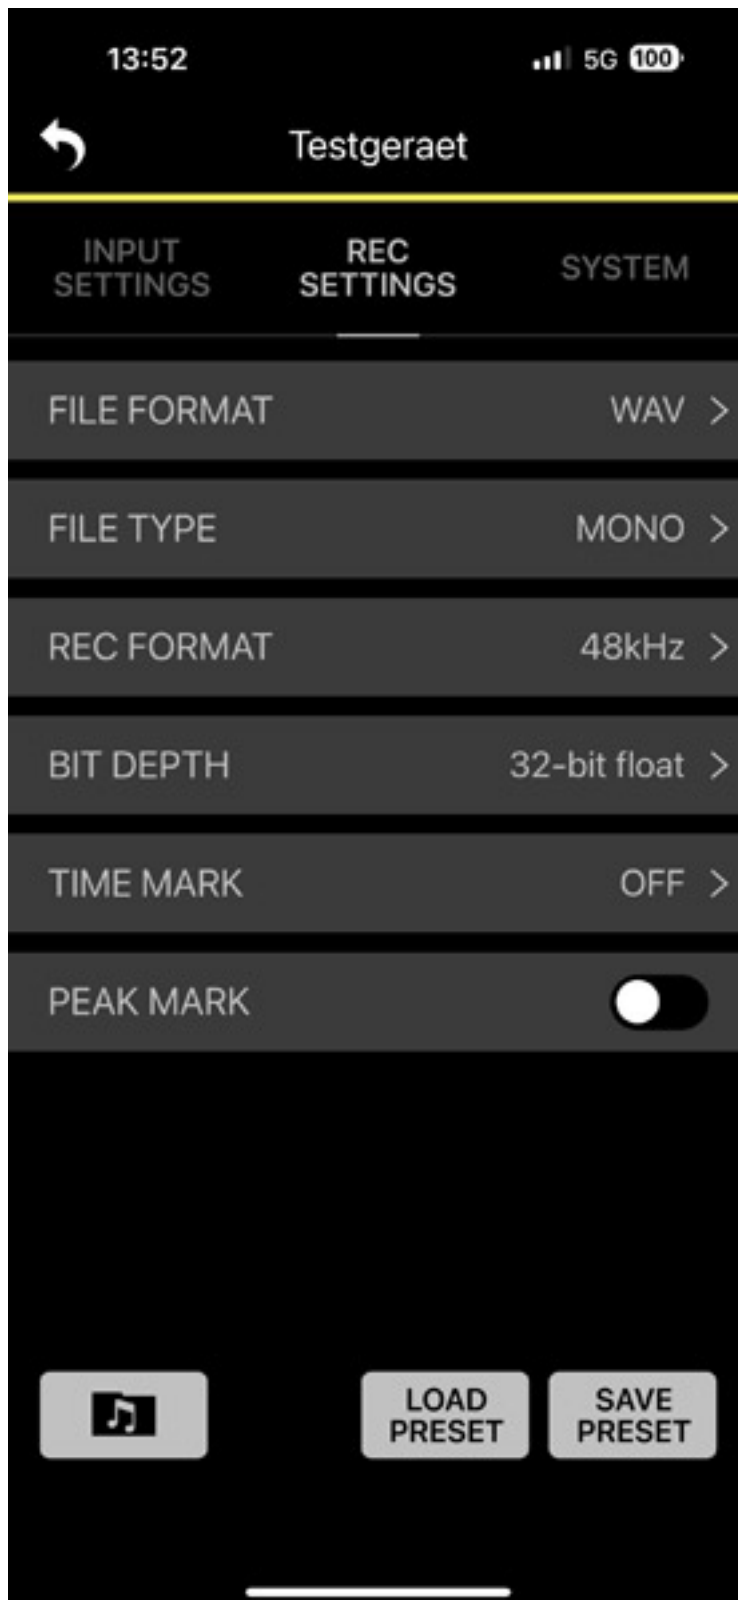 13:52
5G 100
Testgeraet
INPUT
SETTINGS
REC
SETTINGS
SYSTEM
FILE FORMAT WAV >
FILE TYPE MONO >
REC FORMAT 48kHz >
BIT DEPTH 32-bit float >
TIME MARK OFF >
PEAK MARK
LOAD
PRESET
SAVE
PRESET